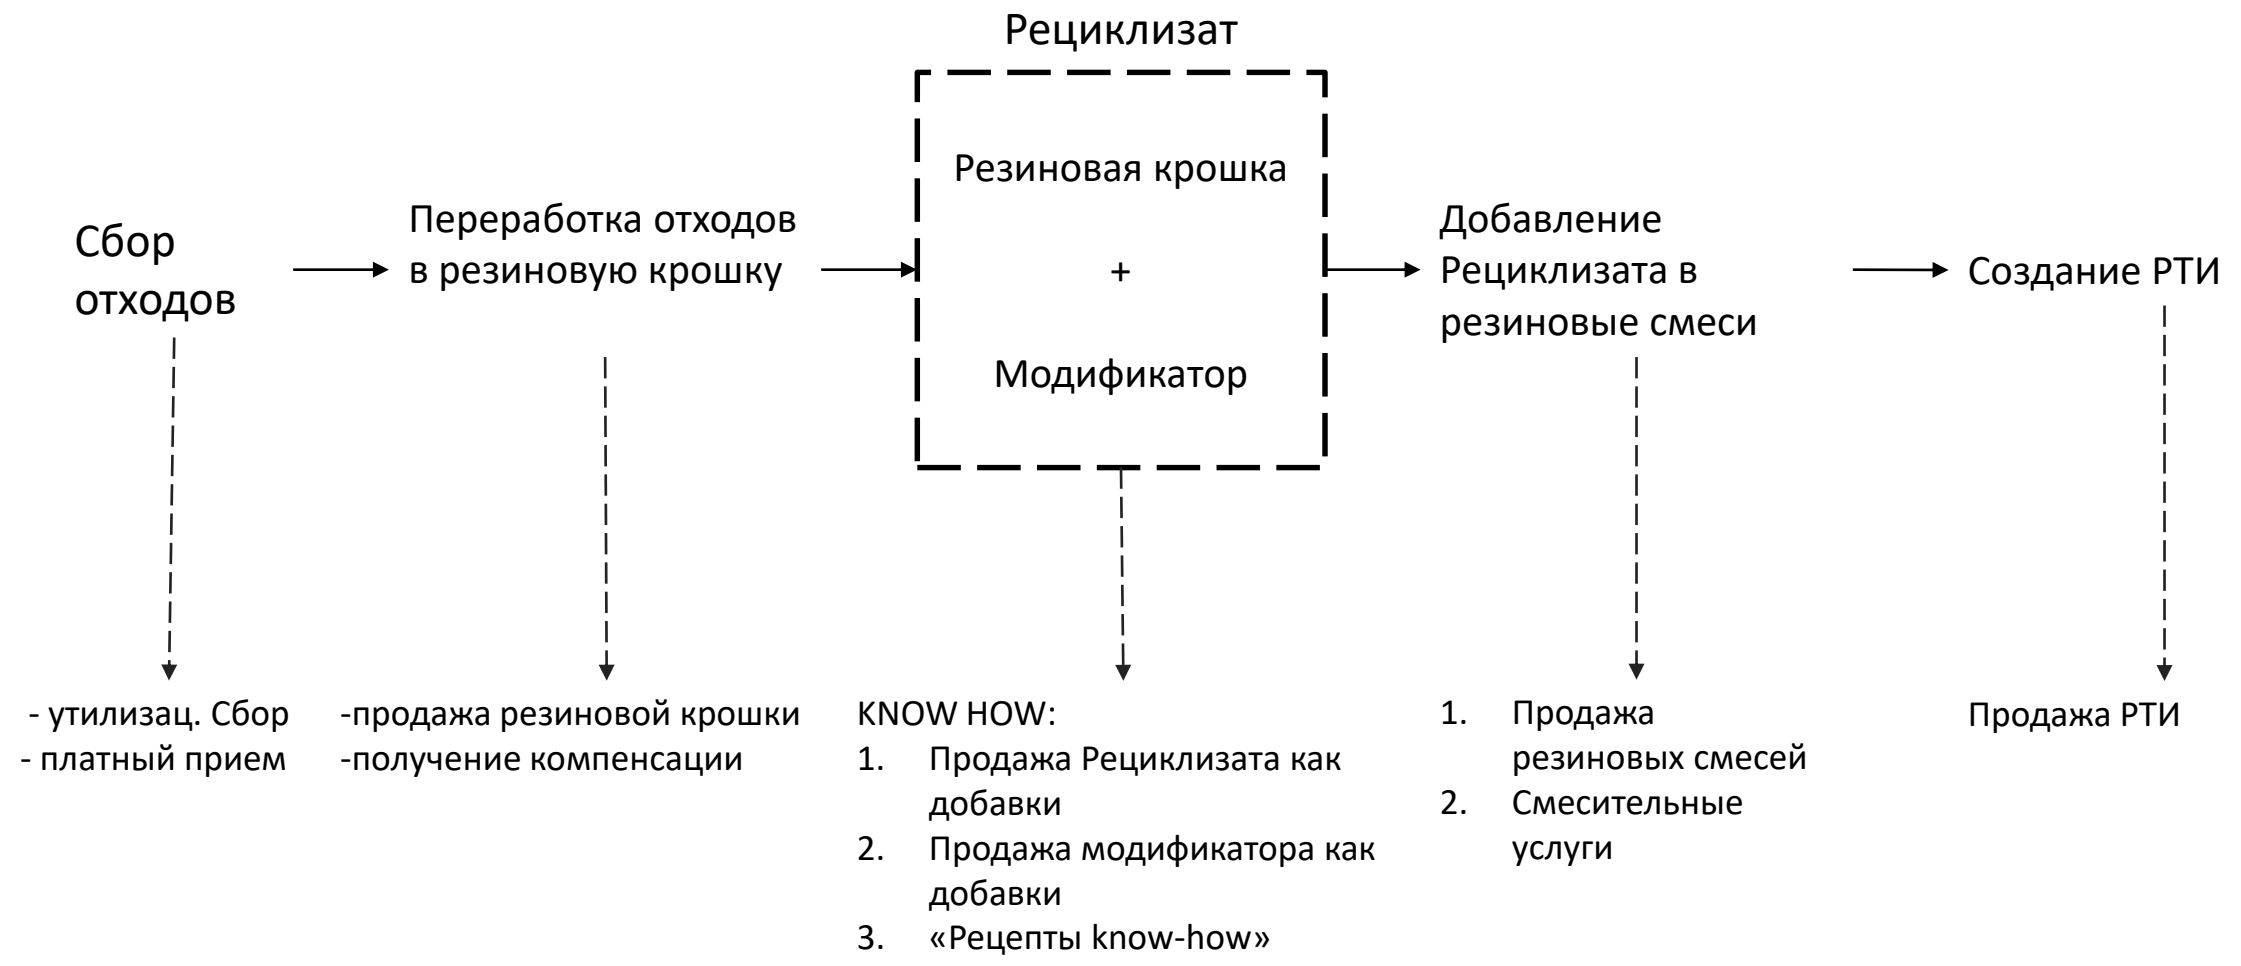 Рециклизат
Резиновая крошка
+
Модификатор
Сбор
отходов
Переработка отходов
в резиновую крошку
Добавление
Рециклизата в
резиновые смеси
Создание РТИ
- утилизац. Сбор
- платный прием
-продажа резиновой крошки
-получение компенсации
KNOW HOW:
1. Продажа Рециклизата как
добавки
2. Продажа модификатора как
добавки
3. «Рецепты know-how»
1. Продажа
резиновых смесей
2. Смесительные
услуги
Продажа РТИ